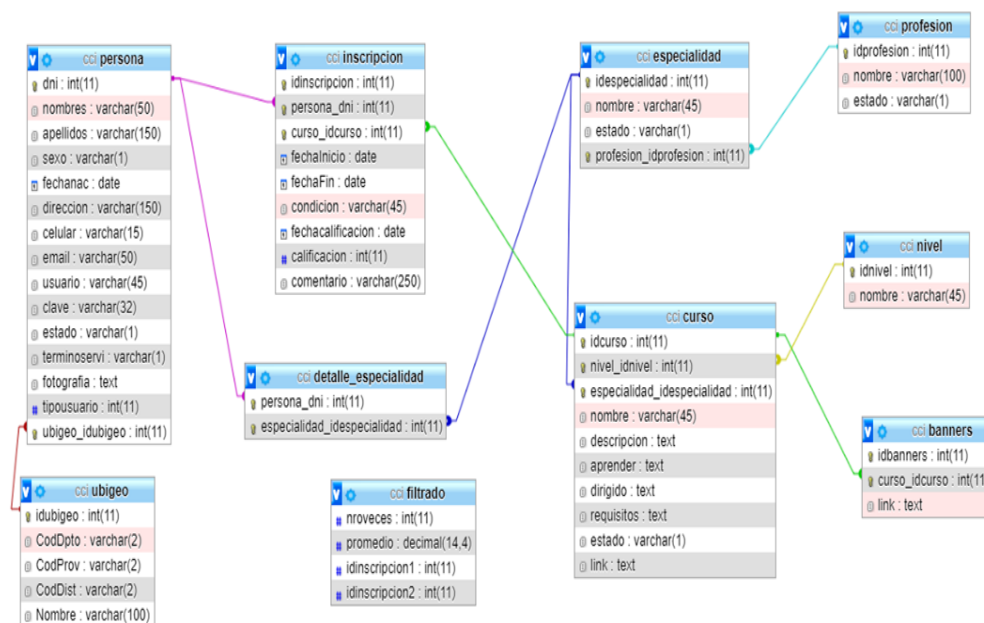 cci persona
dni : int(11)
nombres : varchar(50)
apellidos : varchar(150)
sexo : varchar(1)
fechanac : date
direccion : varchar(150)
celular : varchar(15)
email : varchar(50)
usuario : varchar(45)
clave : varchar(32)
estado : varchar(1)
terminoservi : varchar(1)
fotografia : text
tipousuario : int(11)
ubigeo_idubigeo : int(11)
cci ubigeo
idubigeo : int(11)
CodDpto : varchar(2)
CodProv : varchar(2)
CodDist : varchar(2)
Nombre : varchar(100)
cci inscripcion
idinscripcion : int(11)
persona_dni : int(11)
curso_idcurso : int(11)
fechaInicio : date
fechaFin : date
condicion : varchar(45)
fechacalificacion : date
calificacion : int(11)
comentario : varchar(250)
cci detalle_especialidad
persona_dni : int(11)
especialidad_idespecialidad : int(11)
cci filtrado
nroveces : int(11)
promedio : decimal(14,4)
idinscripcion1 : int(11)
idinscripcion2 : int(11)
cci especialidad
idespecialidad : int(11)
nombre : varchar(45)
estado : varchar(1)
profesion_idprofesion : int(11)
cci curso
idcurso : int(11)
nivel_idnivel : int(11)
especialidad_idespecialidad : int(11)
nombre : varchar(45)
descripcion : text
aprender : text
dirigido : text
requisitos : text
estado : varchar(1)
link : text
cci profesion
idprofesion : int(11)
nombre : varchar(100)
estado : varchar(1)
cci nivel
idnivel : int(11)
nombre : varchar(45)
cci banners
idbanners : int(11)
curso_idcurso : int(11
link : text